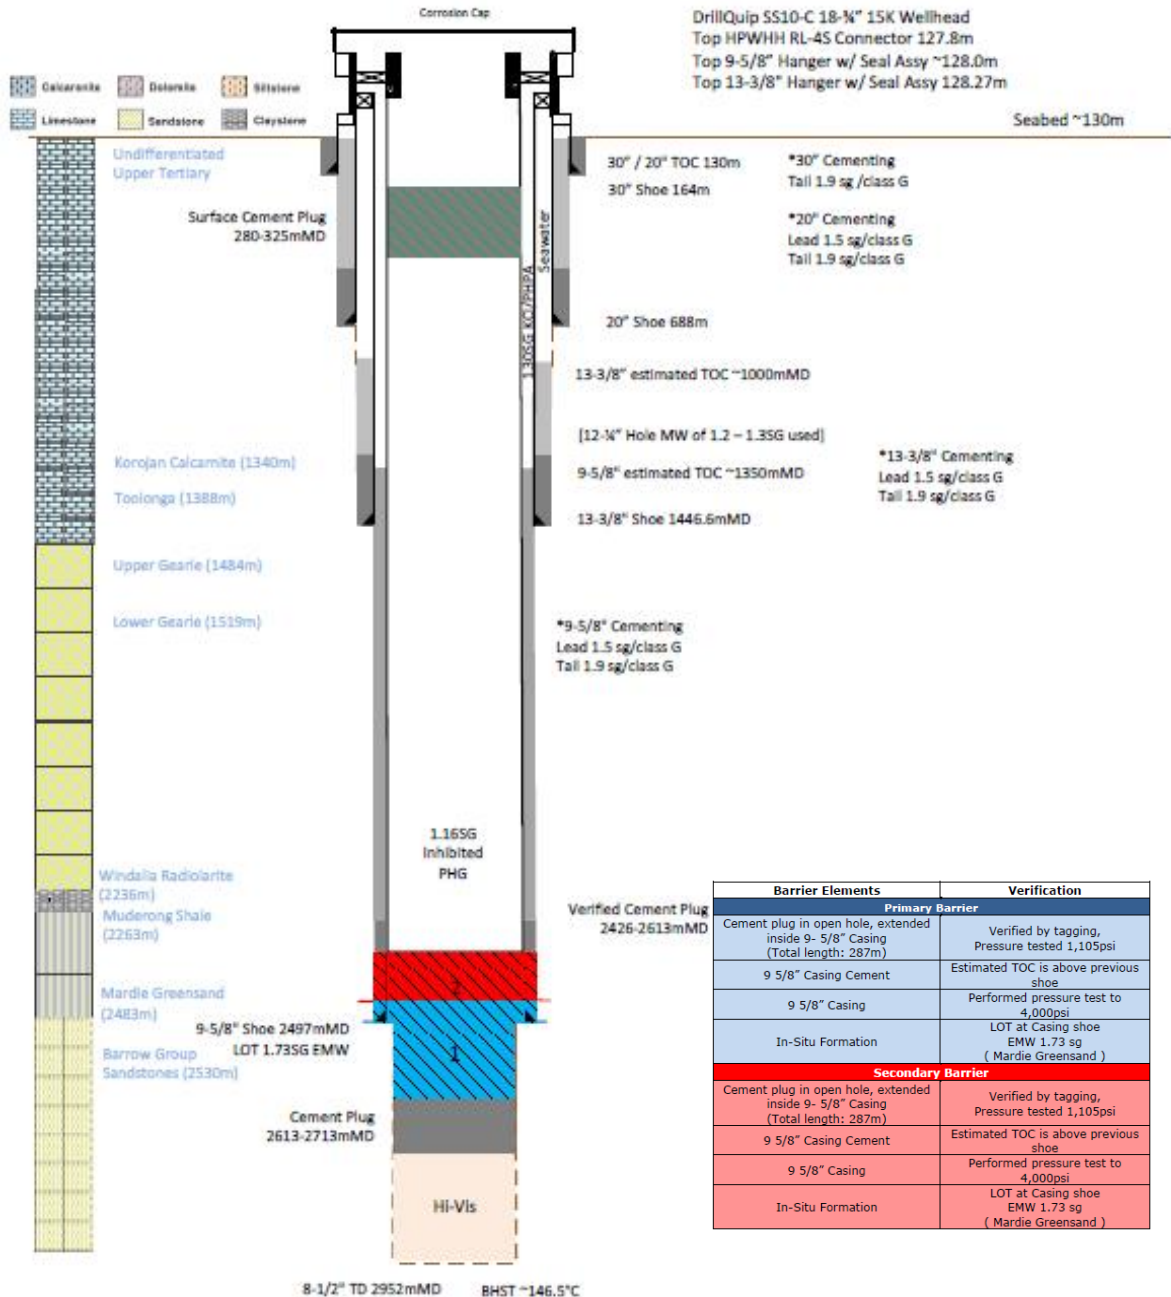 Corrosion Cap
DrillQuip SS10-C 18-¾" 15K Wellhead
Top HPWHH RL-4S Connector 127.8m
Top 9-5/8" Hanger w/ Seal Assy ~128.0m
Top 13-3/8" Hanger w/ Seal Assy 128.27m
Calcarenite
Dolomite
Siltstone
Limestone
Sandstone
Claystone
Seabed ~130m
Undifferentiated
Upper Tertiary
30" / 20" TOC 130m
30" Shoe 164m
*30" Cementing
Tail 1.9 sg /class G
Surface Cement Plug
280-325mMD
*20" Cementing
Lead 1.5 sg/class G
Tail 1.9 sg/class G
Seawater
1.30SG KCl/PHPA
20" Shoe 688m
13-3/8" estimated TOC ~1000mMD
[12-¼" Hole MW of 1.2 – 1.3SG used]
Korojan Calcarnite (1340m)
9-5/8" estimated TOC ~1350mMD
*13-3/8" Cementing
Lead 1.5 sg/class G
Tail 1.9 sg/class G
Toolonga (1388m)
13-3/8" Shoe 1446.6mMD
Upper Gearle (1484m)
Lower Gearle (1519m)
*9-5/8" Cementing
Lead 1.5 sg/class G
Tail 1.9 sg/class G
1.16SG
Inhibited
PHG
Windalia Radiolarite
(2236m)
Muderong Shale
(2263m)
Verified Cement Plug
2426-2613mMD
Mardie Greensand
(2483m)
2
9-5/8" Shoe 2497mMD
LOT 1.73SG EMW
1
Barrow Group
Sandstones (2530m)
Cement Plug
2613-2713mMD
Hi-Vis
8-1/2" TD 2952mMD
BHST ~146.5°C
Barrier Elements
Verification
Primary Barrier
Cement plug in open hole, extended
inside 9- 5/8" Casing
(Total length: 287m)
Verified by tagging,
Pressure tested 1,105psi
9 5/8" Casing Cement
Estimated TOC is above previous
shoe
9 5/8" Casing
Performed pressure test to
4,000psi
In-Situ Formation
LOT at Casing shoe
EMW 1.73 sg
( Mardie Greensand )
Secondary Barrier
Cement plug in open hole, extended
inside 9- 5/8" Casing
(Total length: 287m)
Verified by tagging,
Pressure tested 1,105psi
9 5/8" Casing Cement
Estimated TOC is above previous
shoe
9 5/8" Casing
Performed pressure test to
4,000psi
In-Situ Formation
LOT at Casing shoe
EMW 1.73 sg
( Mardie Greensand )